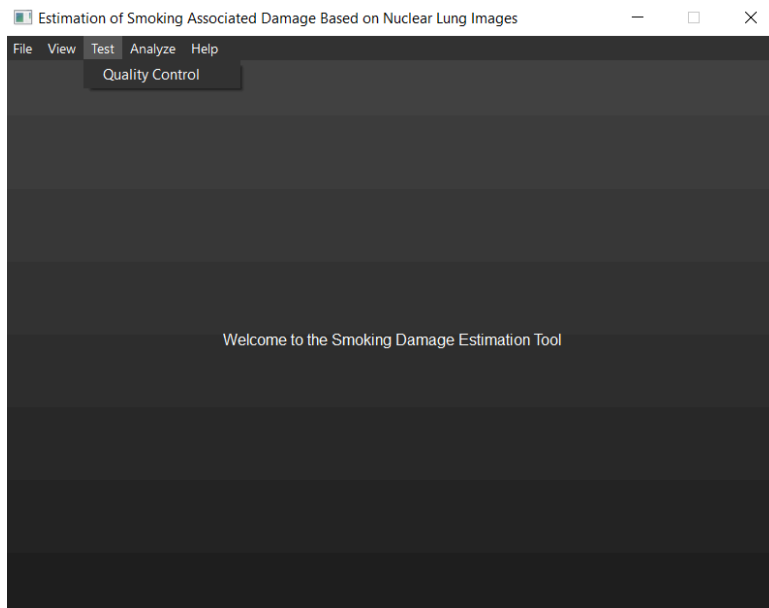 Estimation of Smoking Associated Damage Based on Nuclear Lung Images
File View Test Analyze Help
Quality Control
Welcome to the Smoking Damage Estimation Tool